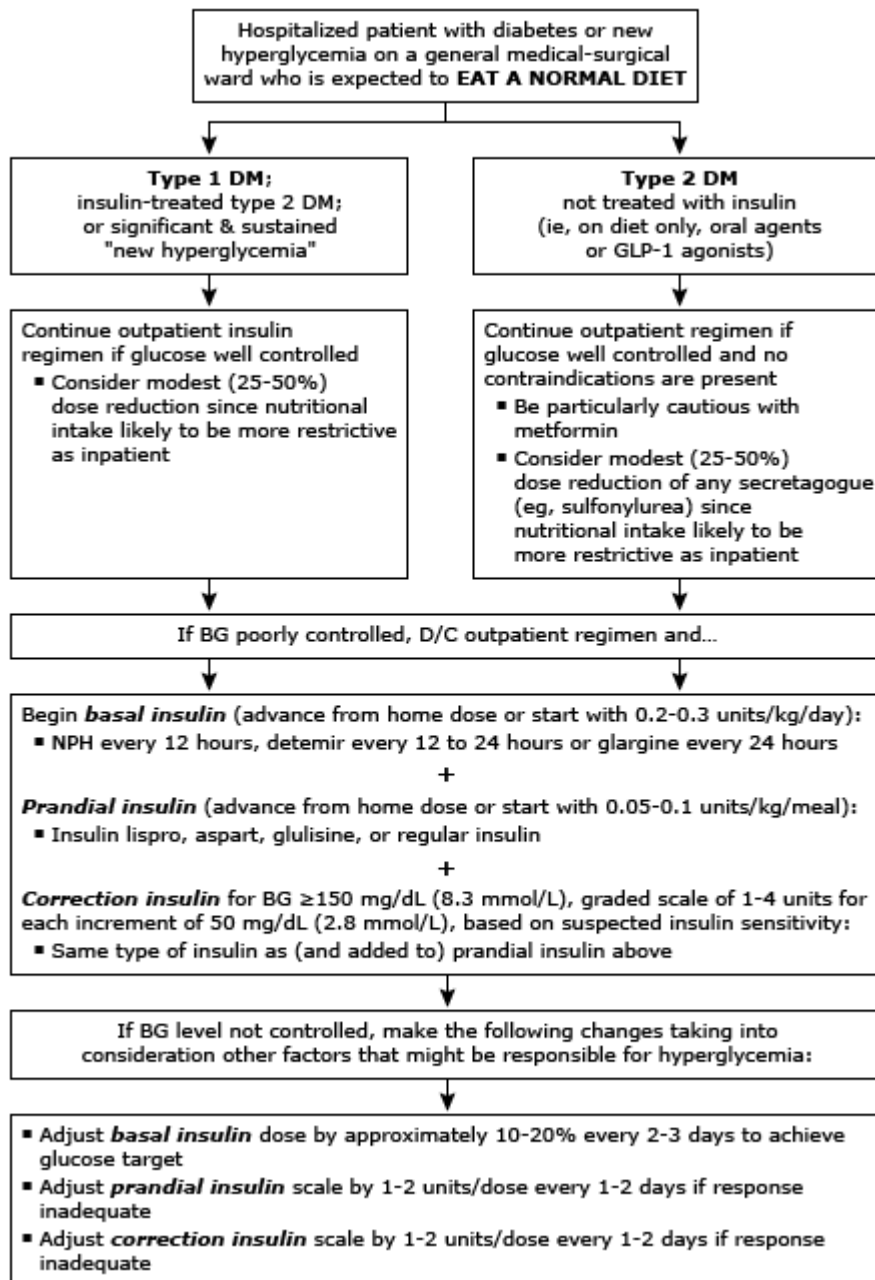 Hospitalized patient with diabetes or new
hyperglycemia on a general medical-surgical
ward who is expected to EAT A NORMAL DIET
Type 1 DM;
insulin-treated type 2 DM;
or significant & sustained
"new hyperglycemia"
Type 2 DM
not treated with insulin
(ie, on diet only, oral agents
or GLP-1 agonists)
Continue outpatient insulin
regimen if glucose well controlled
▪ Consider modest (25-50%)
dose reduction since nutritional
intake likely to be more restrictive
as inpatient
Continue outpatient regimen if
glucose well controlled and no
contraindications are present
▪ Be particularly cautious with
metformin
▪ Consider modest (25-50%)
dose reduction of any secretagogue
(eg, sulfonylurea) since
nutritional intake likely to be
more restrictive as inpatient
If BG poorly controlled, D/C outpatient regimen and...
Begin basal insulin (advance from home dose or start with 0.2-0.3 units/kg/day):
▪ NPH every 12 hours, detemir every 12 to 24 hours or glargine every 24 hours
+
Prandial insulin (advance from home dose or start with 0.05-0.1 units/kg/meal):
▪ Insulin lispro, aspart, glulisine, or regular insulin
+
Correction insulin for BG ≥150 mg/dL (8.3 mmol/L), graded scale of 1-4 units for
each increment of 50 mg/dL (2.8 mmol/L), based on suspected insulin sensitivity:
▪ Same type of insulin as (and added to) prandial insulin above
If BG level not controlled, make the following changes taking into
consideration other factors that might be responsible for hyperglycemia:
▪ Adjust basal insulin dose by approximately 10-20% every 2-3 days to achieve
glucose target
▪ Adjust prandial insulin scale by 1-2 units/dose every 1-2 days if response
inadequate
▪ Adjust correction insulin scale by 1-2 units/dose every 1-2 days if response
inadequate